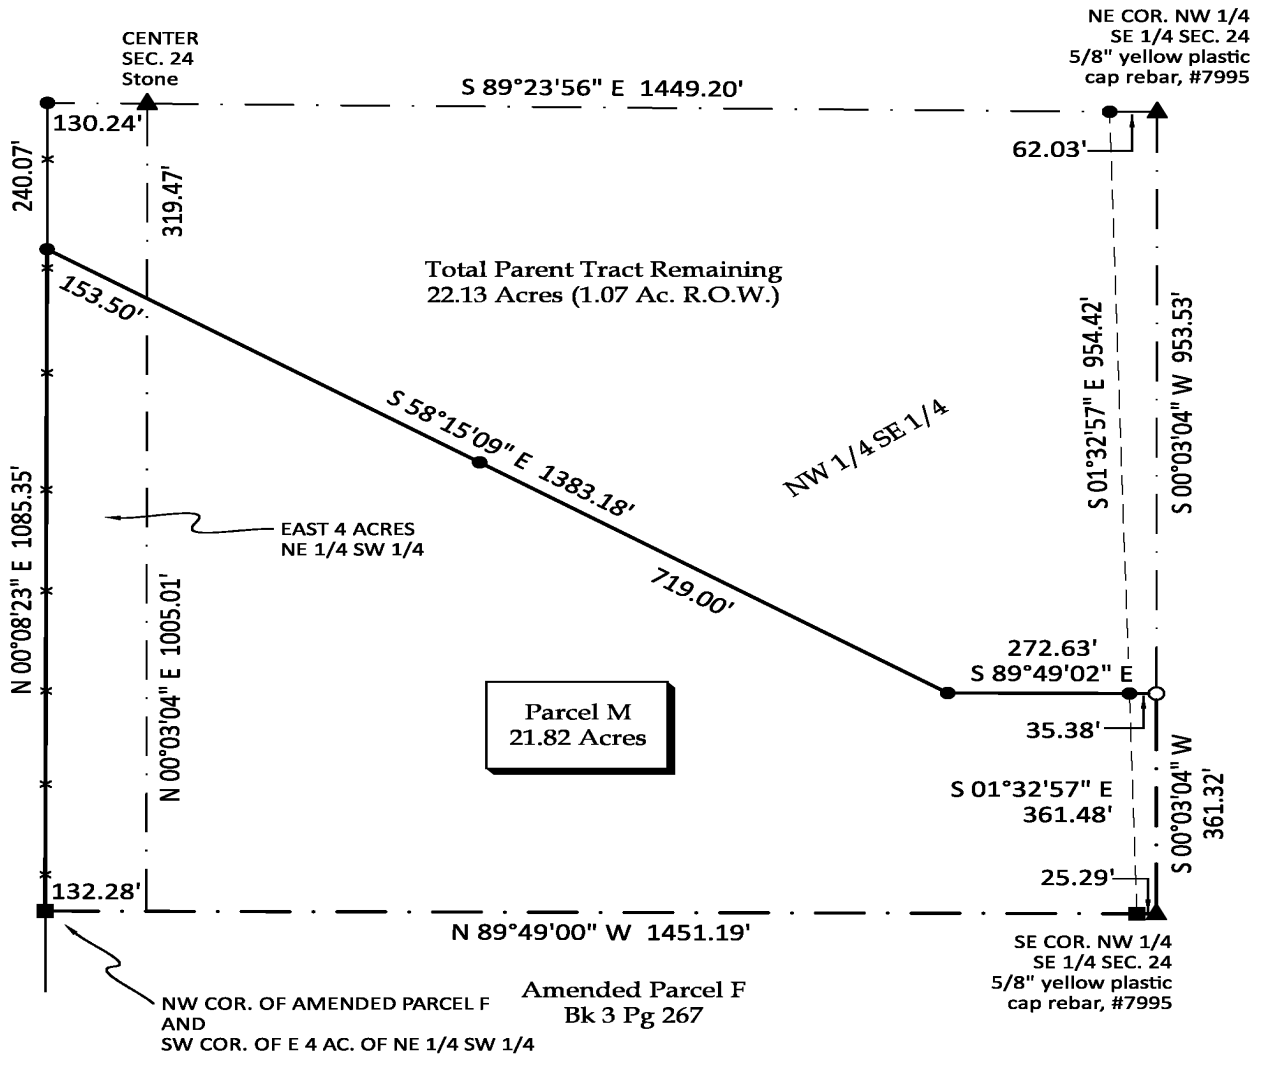 CENTER
SEC. 24
Stone
NE COR. NW 1/4
SE 1/4 SEC. 24
5/8" yellow plastic
cap rebar, #7995
S 89°23'56" E 1449.20'
130.24'
62.03'
240.07'
319.47'
Total Parent Tract Remaining
22.13 Acres (1.07 Ac. R.O.W.)
153.50'
S 01°32'57" E 954.42'
S 00°03'04" W 953.53'
S 58°15'09" E 1383.18'
NW 1/4 SE 1/4
N 00°08'23" E 1085.35'
EAST 4 ACRES
NE 1/4 SW 1/4
N 00°03'04" E 1005.01'
719.00'
272.63'
S 89°49'02" E
Parcel M
21.82 Acres
35.38'
S 01°32'57" E
361.48'
S 00°03'04" W
361.32'
25.29'
132.28'
N 89°49'00" W 1451.19'
SE COR. NW 1/4
SE 1/4 SEC. 24
5/8" yellow plastic
cap rebar, #7995
Amended Parcel F
Bk 3 Pg 267
NW COR. OF AMENDED PARCEL F
AND
SW COR. OF E 4 AC. OF NE 1/4 SW 1/4